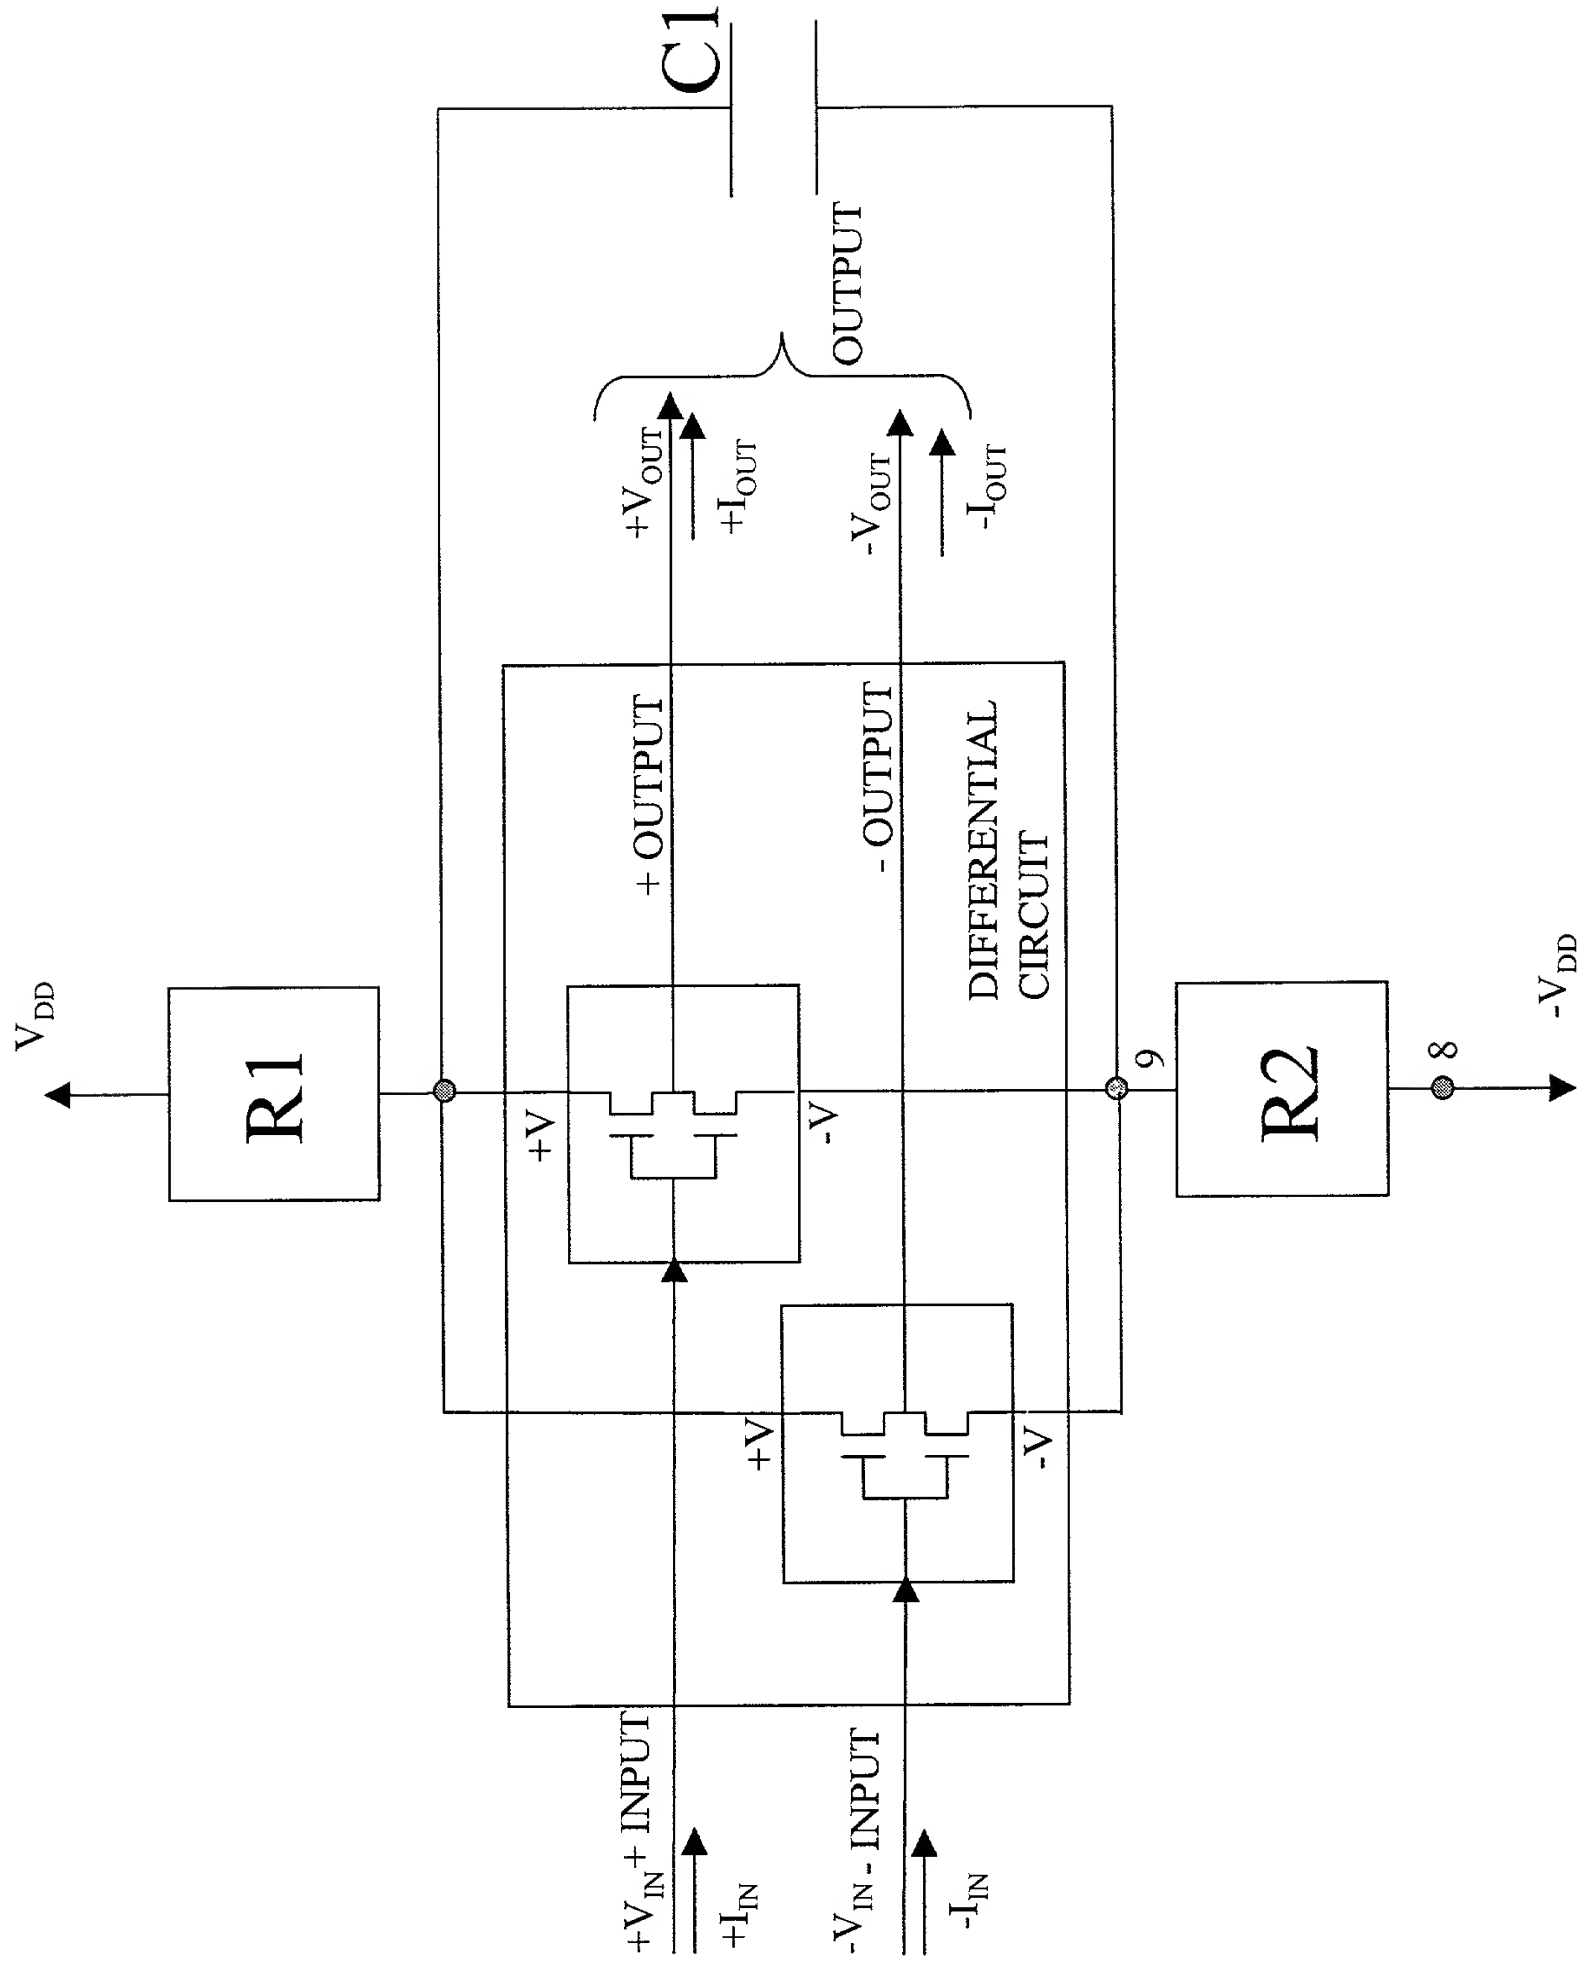 V_DD
R1
C1
+V
+V_IN + INPUT
+I_IN
+ OUTPUT
+V_OUT
+I_OUT
-V
+V
-V_IN - INPUT
-I_IN
- OUTPUT
-V_OUT
-I_OUT
OUTPUT
-V
DIFFERENTIAL
CIRCUIT
9
R2
8
-V_DD